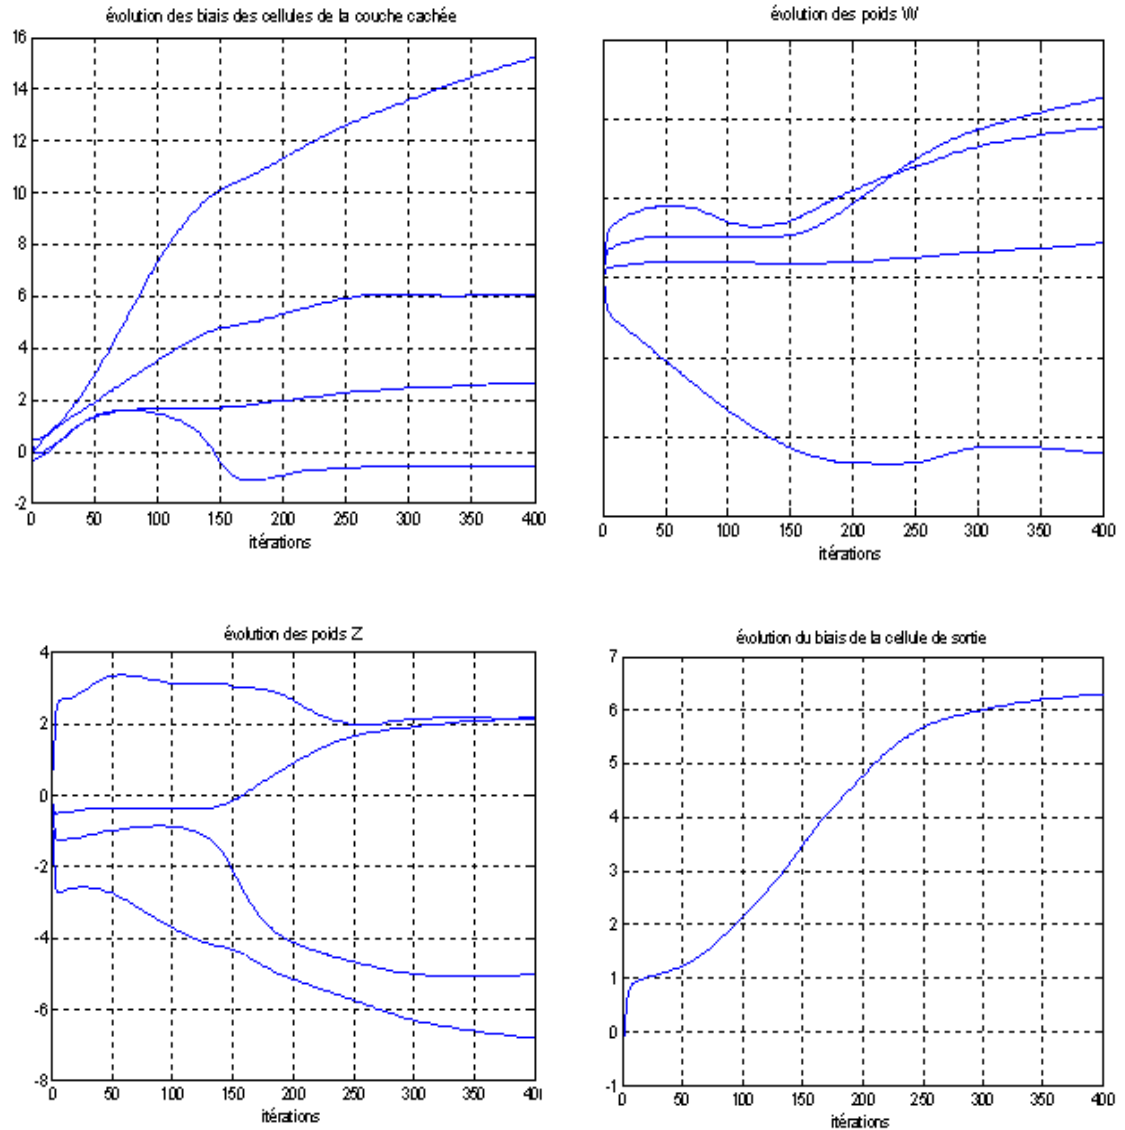 évolution des biais des cellules de la couche cachée
16
14
12
10
8
6
4
2
0
-2
0 50 100 150 200 250 300 350 400
itérations
évolution des poids W
0 50 100 150 200 250 300 350 400
itérations
évolution des poids Z
4
2
0
-2
-4
-6
-8
0 50 100 150 200 250 300 350 400
itérations
évolution du biais de la cellule de sortie
7
6
5
4
3
2
1
0
-1
0 50 100 150 200 250 300 350 400
itérations